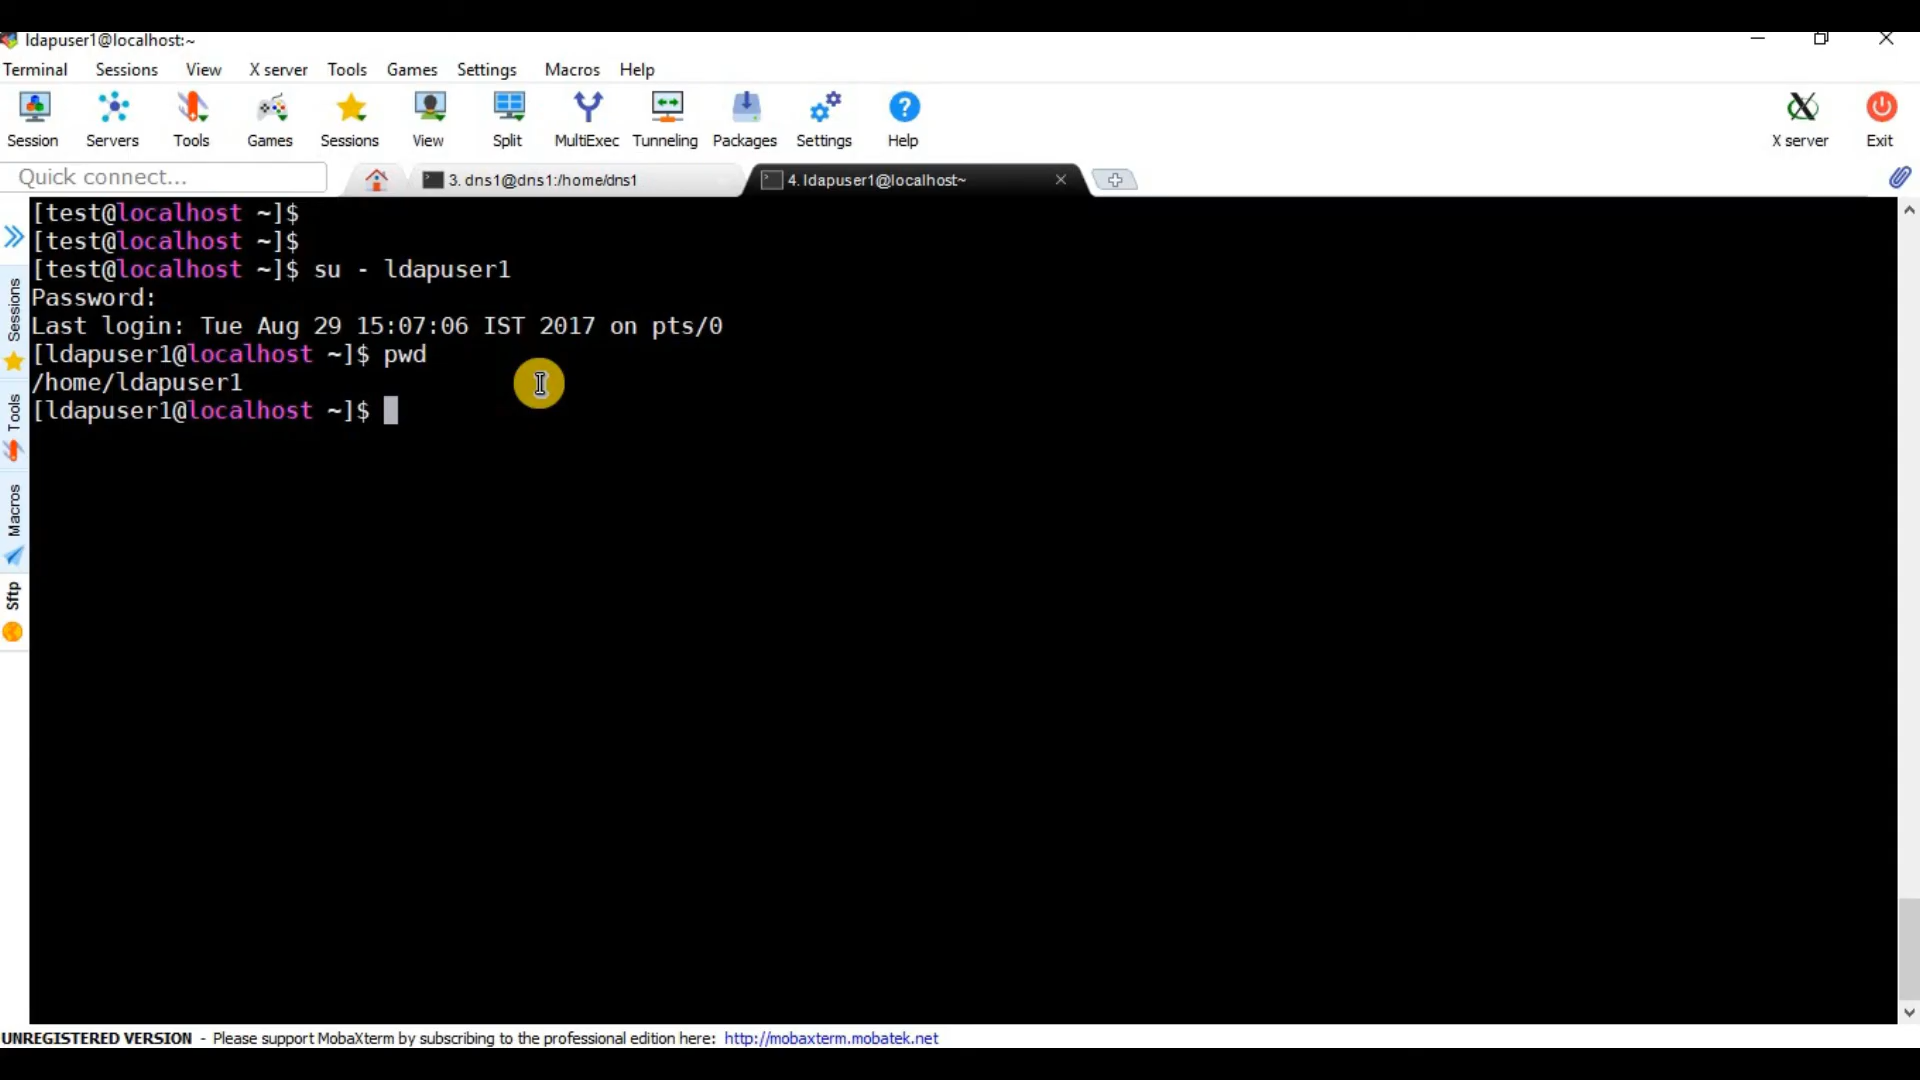 ldapuser1@localhost:~
Terminal Sessions View X server Tools Games Settings Macros Help
Session Servers Tools Games Sessions View Split MultiExec Tunneling Packages Settings Help X server Exit
Quick connect... 3. dns1@dns1:/home/dns1 4. ldapuser1@localhost~
[test@localhost ~]$
[test@localhost ~]$
[test@localhost ~]$ su - ldapuser1
Password:
Last login: Tue Aug 29 15:07:06 IST 2017 on pts/0
[ldapuser1@localhost ~]$ pwd
/home/ldapuser1
[ldapuser1@localhost ~]$
Sessions
Tools
Macros
Sftp
UNREGISTERED VERSION - Please support MobaXterm by subscribing to the professional edition here: http://mobaxterm.mobatek.net